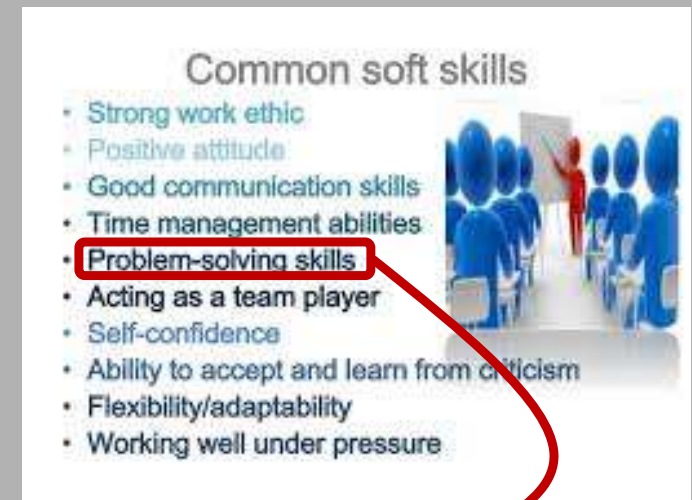 Common soft skills
• Strong work ethic
• Positive attitude
• Good communication skills
• Time management abilities
• Problem-solving skills
• Acting as a team player
• Self-confidence
• Ability to accept and learn from criticism
• Flexibility/adaptability
• Working well under pressure